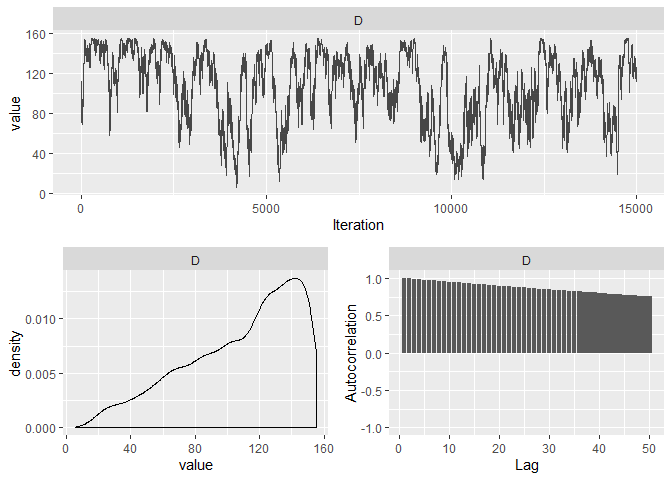 D
160
120
80
40
0
value
0 5000 10000 15000
Iteration
D
0.010
0.005
0.000
density
0 40 80 120 160
value
D
1.0
0.5
0.0
-0.5
-1.0
Autocorrelation
0 10 20 30 40 50
Lag